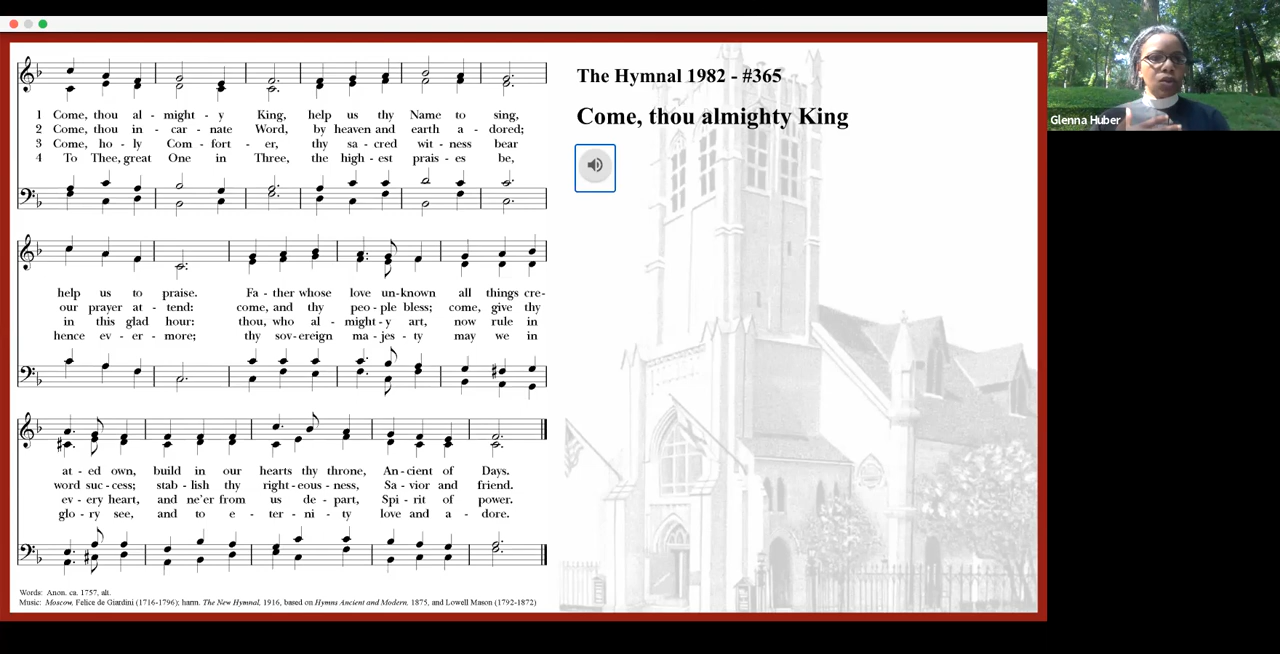 1 Come, thou al - might - y King, help us thy Name to sing,
2 Come, thou in - car - nate Word, by heaven and earth a - dored;
3 Come, ho - ly Com - fort - er, thy sa - cred wit - ness bear
4 To Thee, great One in Three, the high - est prais - es be,
help us to praise. Fa - ther whose love un - known all things cre-
our prayer at - tend: come, and thy peo - ple bless; come, give thy
in this glad hour: thou, who al - might - y art, now rule in
hence ev - er - more; thy sov - ereign ma - jes - ty may we in
at - ed own, build in our hearts thy throne, An - cient of Days.
word suc - cess; stab - lish thy right - eous - ness, Sa - vior and friend.
ev - ery heart, and ne'er from us de - part, Spi - rit of power.
glo - ry see, and to e - ter - ni - ty love and a - dore.
Words: Anon. ca. 1757, alt.
Music: Moscow, Felice de Giardini (1716-1796); harm. The New Hymnal, 1916, based on Hymns Ancient and Modern, 1875, and Lowell Mason (1792-1872)
The Hymnal 1982 - #365
Come, thou almighty King
Glenna Huber